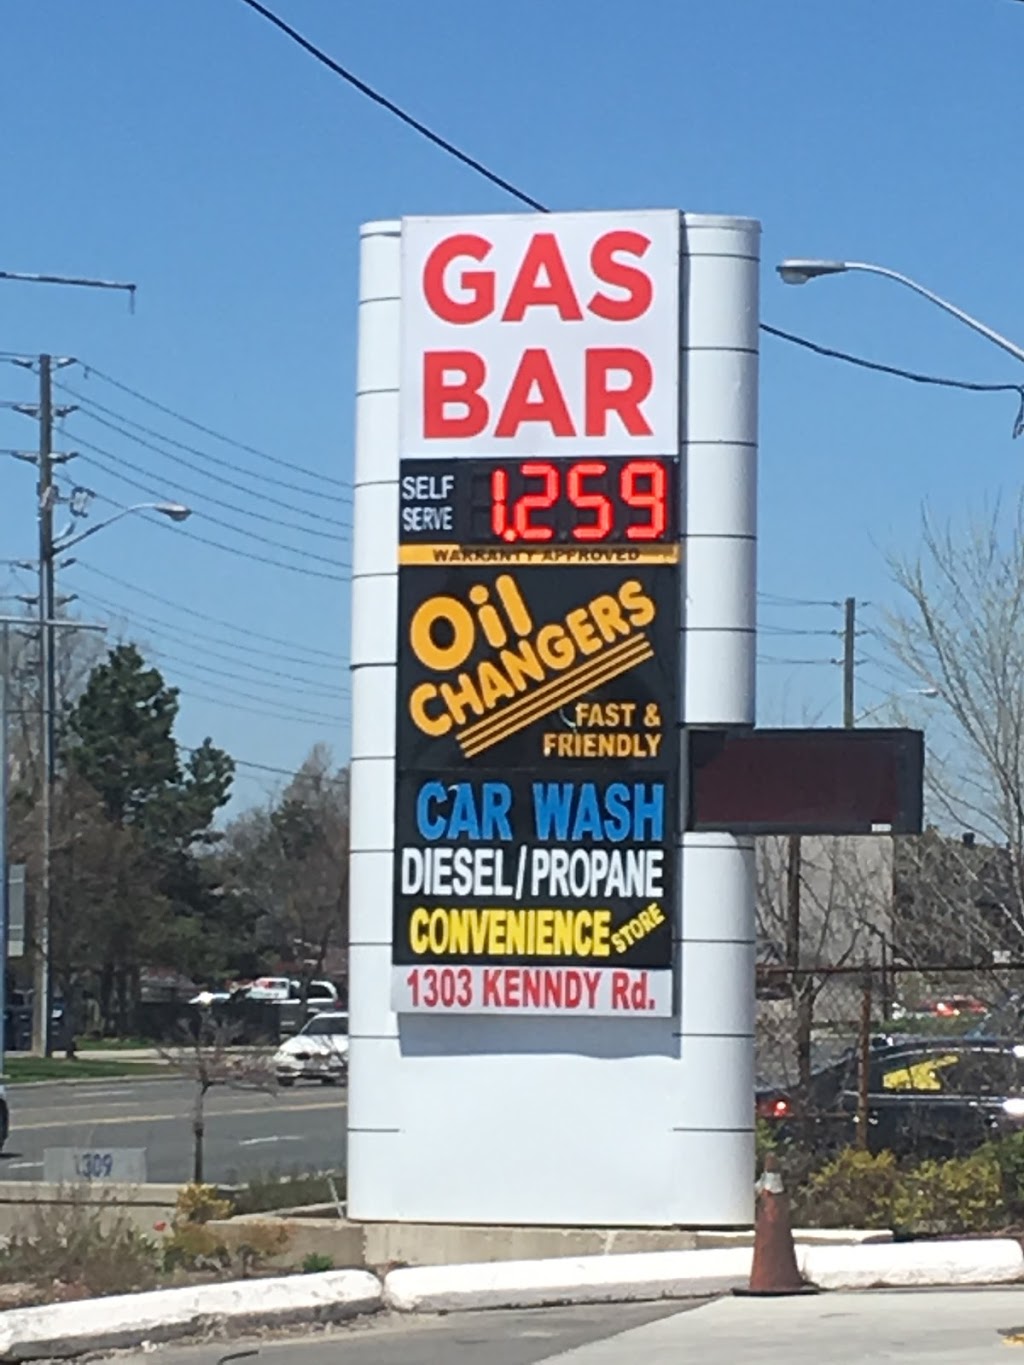 GAS
BAR
SELF
SERVE
1.259
WARRANTY APPROVED
Oil
CHANGERS
FAST &
FRIENDLY
CAR WASH
DIESEL/PROPANE
CONVENIENCE STORE
1303 KENNDY Rd.
1309